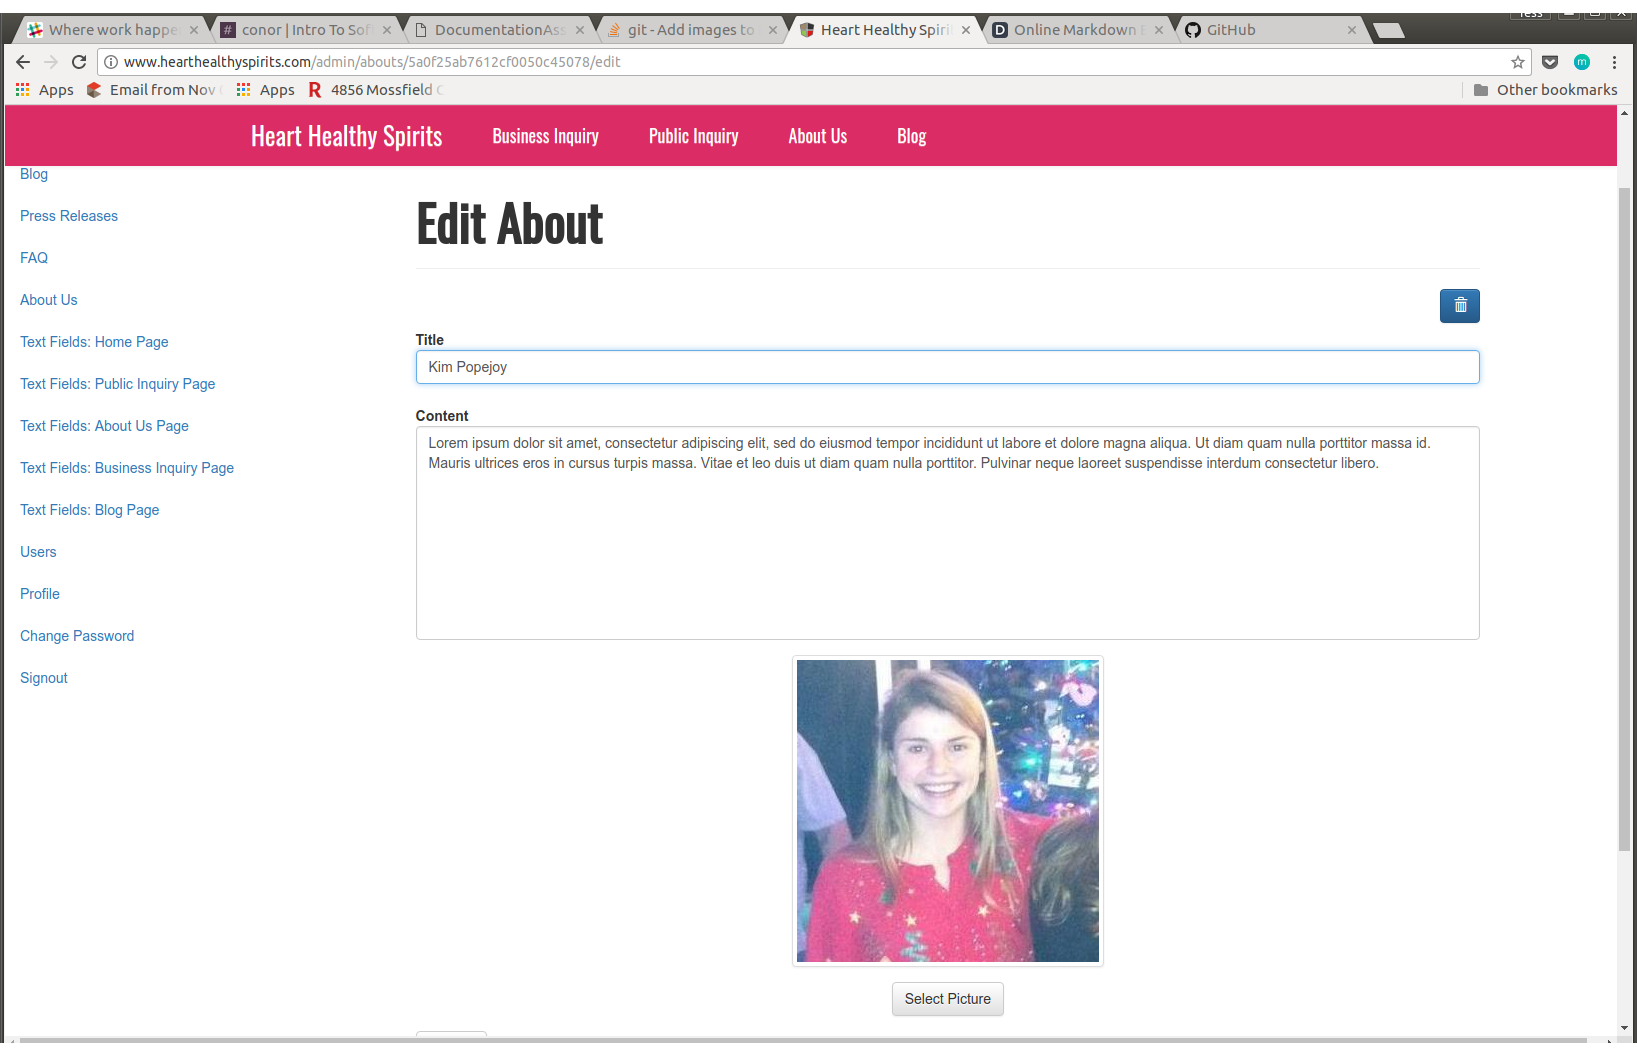 Tess
Where work happe
conor | Intro To Sof
DocumentationAss
git - Add images to
Heart Healthy Spiri
Online Markdown E
GitHub
www.hearthealthyspirits.com/admin/abouts/5a0f25ab7612cf0050c45078/edit
m
Apps
Email from Nov
Apps
R 4856 Mossfield
Other bookmarks
Heart Healthy Spirits
Business Inquiry
Public Inquiry
About Us
Blog
Blog
Press Releases
FAQ
About Us
Text Fields: Home Page
Text Fields: Public Inquiry Page
Text Fields: About Us Page
Text Fields: Business Inquiry Page
Text Fields: Blog Page
Users
Profile
Change Password
Signout
Edit About
Title
Kim Popejoy
Content
Lorem ipsum dolor sit amet, consectetur adipiscing elit, sed do eiusmod tempor incididunt ut labore et dolore magna aliqua. Ut diam quam nulla porttitor massa id.
Mauris ultrices eros in cursus turpis massa. Vitae et leo duis ut diam quam nulla porttitor. Pulvinar neque laoreet suspendisse interdum consectetur libero.
Select Picture